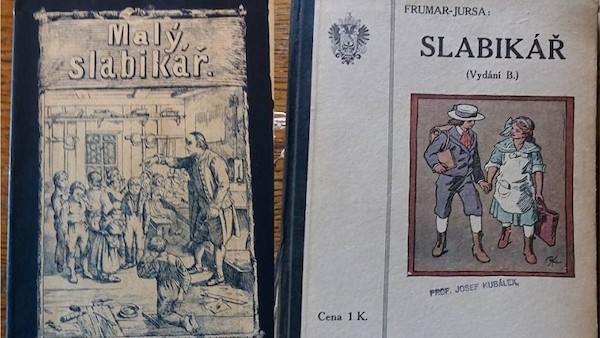 Malý
slabikář.
FRUMAR-JURSA:
SLABIKÁŘ
(Vydání B.)
PROF. JOSEF KUBÁLEK
Cena 1 K.